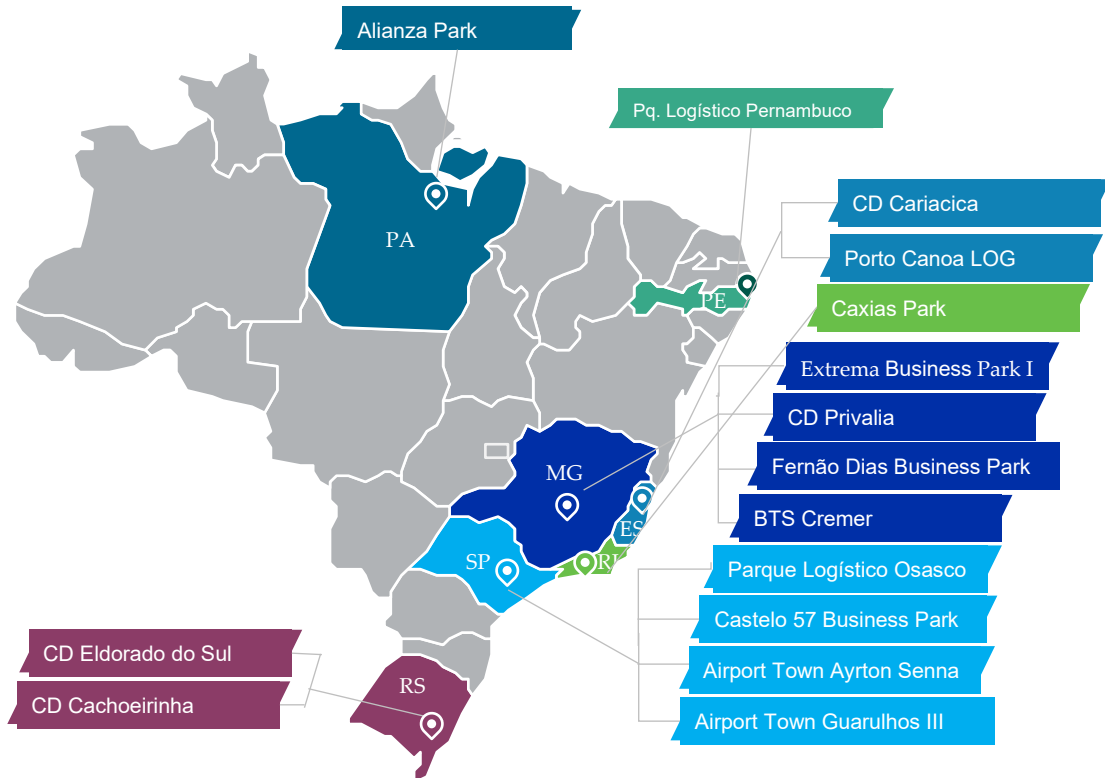 Alianza Park
Pq. Logístico Pernambuco
CD Cariacica
PA
Porto Canoa LOG
PE
Caxias Park
Extrema Business Park I
CD Privalia
MG
Fernão Dias Business Park
BTS Cremer
ES
SP
RJ
Parque Logístico Osasco
Castelo 57 Business Park
CD Eldorado do Sul
Airport Town Ayrton Senna
RS
CD Cachoeirinha
Airport Town Guarulhos III